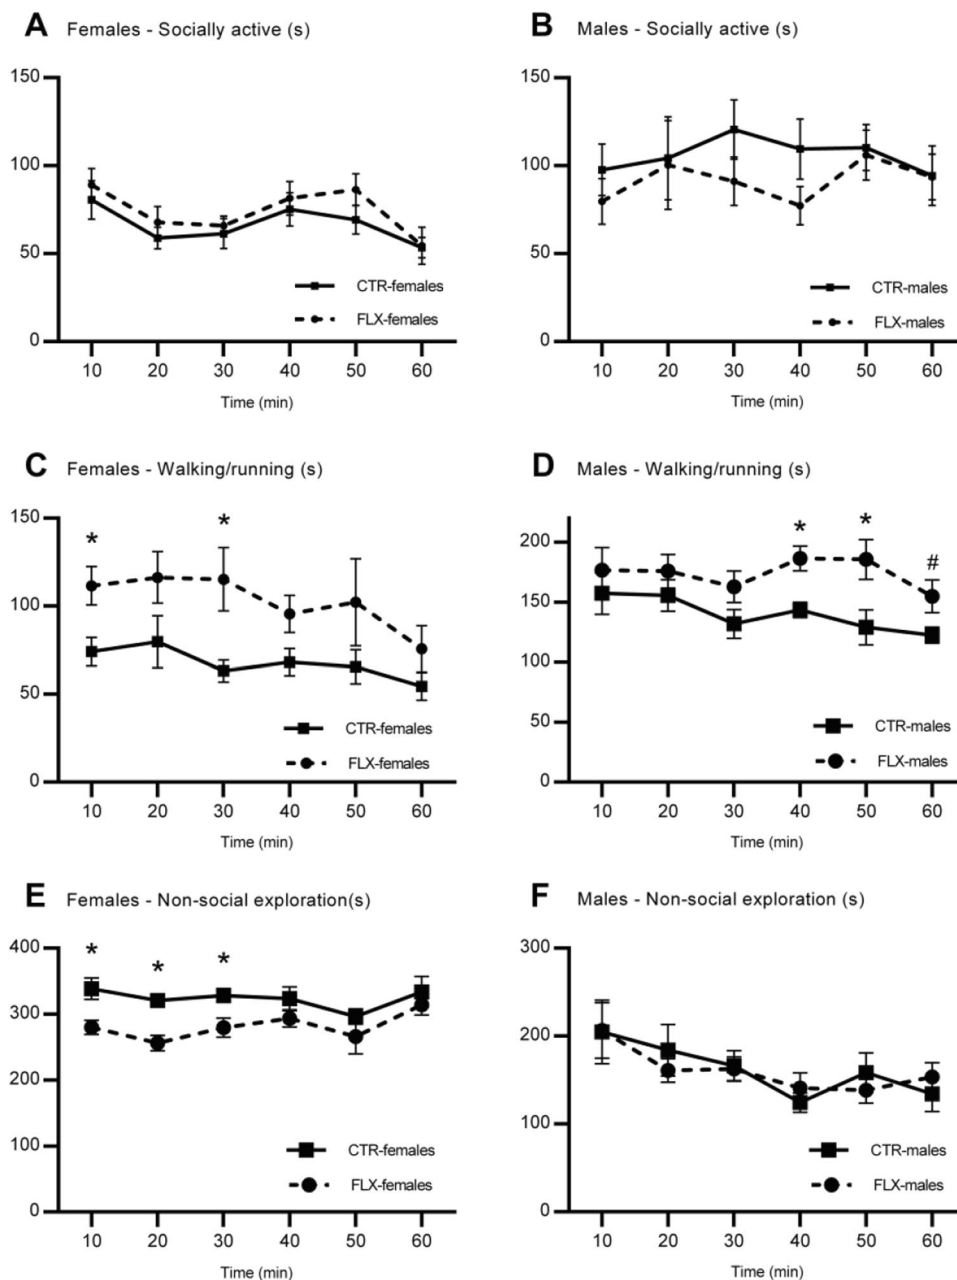 A Females - Socially active (s)
150
100
50
0
CTR-females
FLX-females
10 20 30 40 50 60
Time (min)
B Males - Socially active (s)
150
100
50
0
CTR-males
FLX-males
10 20 30 40 50 60
Time (min)
C Females - Walking/running (s)
150
100
50
0
* *
CTR-females
FLX-females
10 20 30 40 50 60
Time (min)
D Males - Walking/running (s)
200
150
100
50
0
* * #
CTR-males
FLX-males
10 20 30 40 50 60
Time (min)
E Females - Non-social exploration(s)
400
300
200
100
0
* * *
CTR-females
FLX-females
10 20 30 40 50 60
Time (min)
F Males - Non-social exploration (s)
300
200
100
0
CTR-males
FLX-males
10 20 30 40 50 60
Time (min)